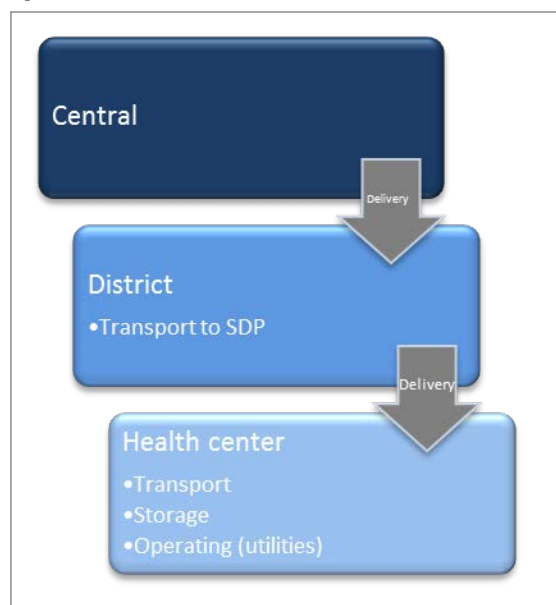 Central
Delivery
District
•Transport to SDP
Delivery
Health center
•Transport
•Storage
•Operating (utilities)